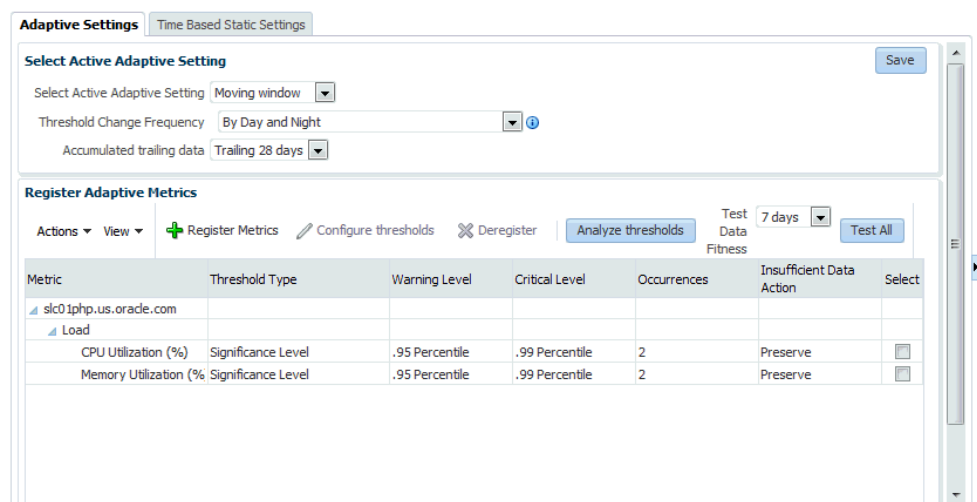 Adaptive Settings Time Based Static Settings
Select Active Adaptive Setting Save
Select Active Adaptive Setting Moving window
Threshold Change Frequency By Day and Night
Accumulated trailing data Trailing 28 days
Register Adaptive Metrics
Actions View Register Metrics Configure thresholds Deregister Analyze thresholds Test Data Fitness 7 days Test All
Metric Threshold Type Warning Level Critical Level Occurrences Insufficient Data Action Select
slc01php.us.oracle.com
Load
CPU Utilization (%) Significance Level .95 Percentile .99 Percentile 2 Preserve
Memory Utilization (% Significance Level .95 Percentile .99 Percentile 2 Preserve